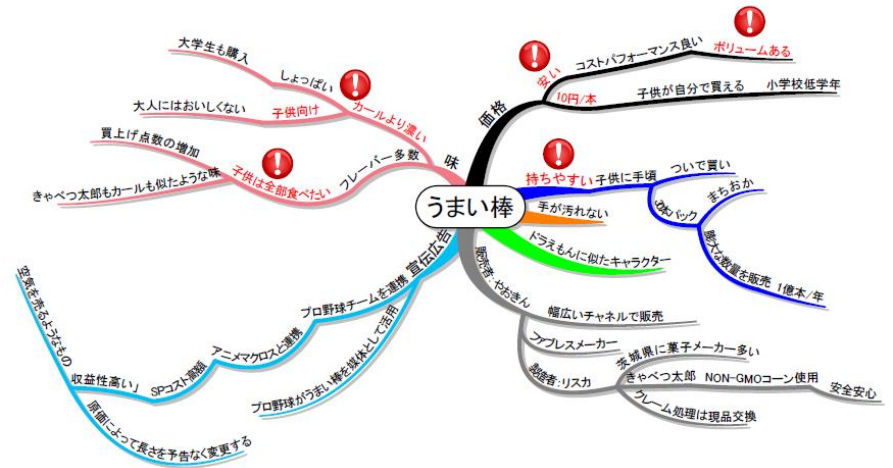 うまい棒
価格
安い
10円/本
コストパフォーマンス良い
ボリュームある
子供が自分で買える
小学校低学年
持ちやすい
子供に手頃
ついで買い
30本パック
まちおか
膨大な数量を販売
1億本/年
手が汚れない
ドラえもんに似たキャラクター
販売者:やおきん
幅広いチャネルで販売
ファブレスメーカー
製造者:リスカ
茨城県に菓子メーカー多い
きゃべつ太郎
NON-GMOコーン使用
安全安心
クレーム処理は現品交換
宣伝広告
プロ野球チームを連携
アニメマクロスと連携
SPコスト高額
収益性高い」
空気を売るようなもの
原価によって長さを予告なく変更する
プロ野球がうまい棒を媒体として活用
味
カールより濃い
しょっぱい
大学生も購入
子供向け
大人にはおいしくない
フレーバー多数
子供は全部食べたい
買上げ点数の増加
きゃべつ太郎もカールも似たような味